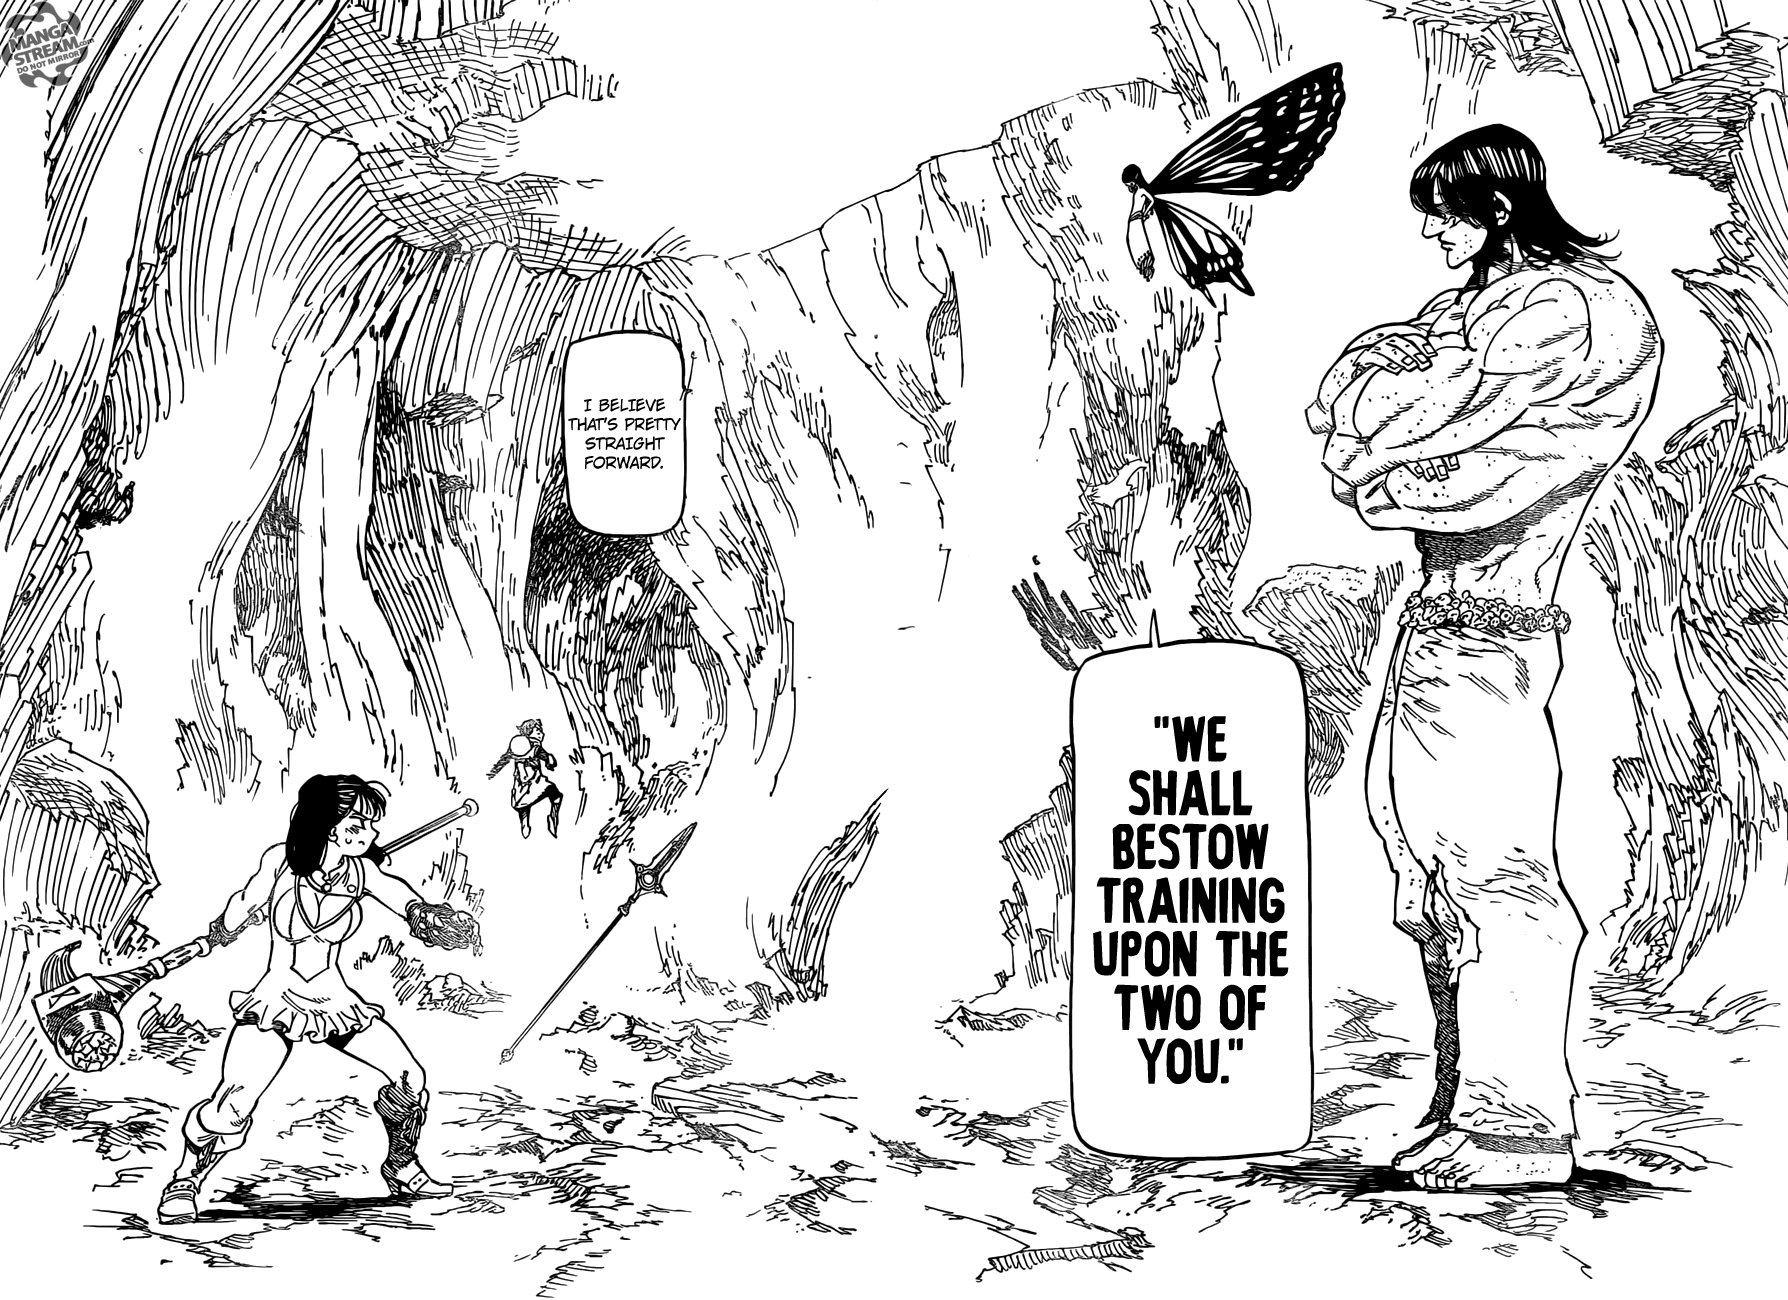 MANGA
STREAM.com
DO NOT MIRROR
"WE
SHALL
BESTOW
TRAINING
UPON THE
TWO OF
YOU."
I BELIEVE
THAT'S PRETTY
STRAIGHT
FORWARD.